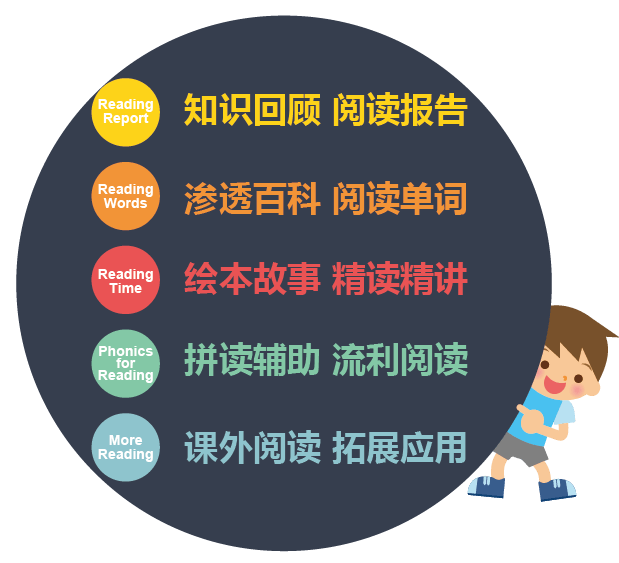 Reading
Report
知识回顾 阅读报告
Reading
Words
渗透百科 阅读单词
Reading
Time
绘本故事 精读精讲
Phonics
for
Reading
拼读辅助 流利阅读
More
Reading
课外阅读 拓展应用